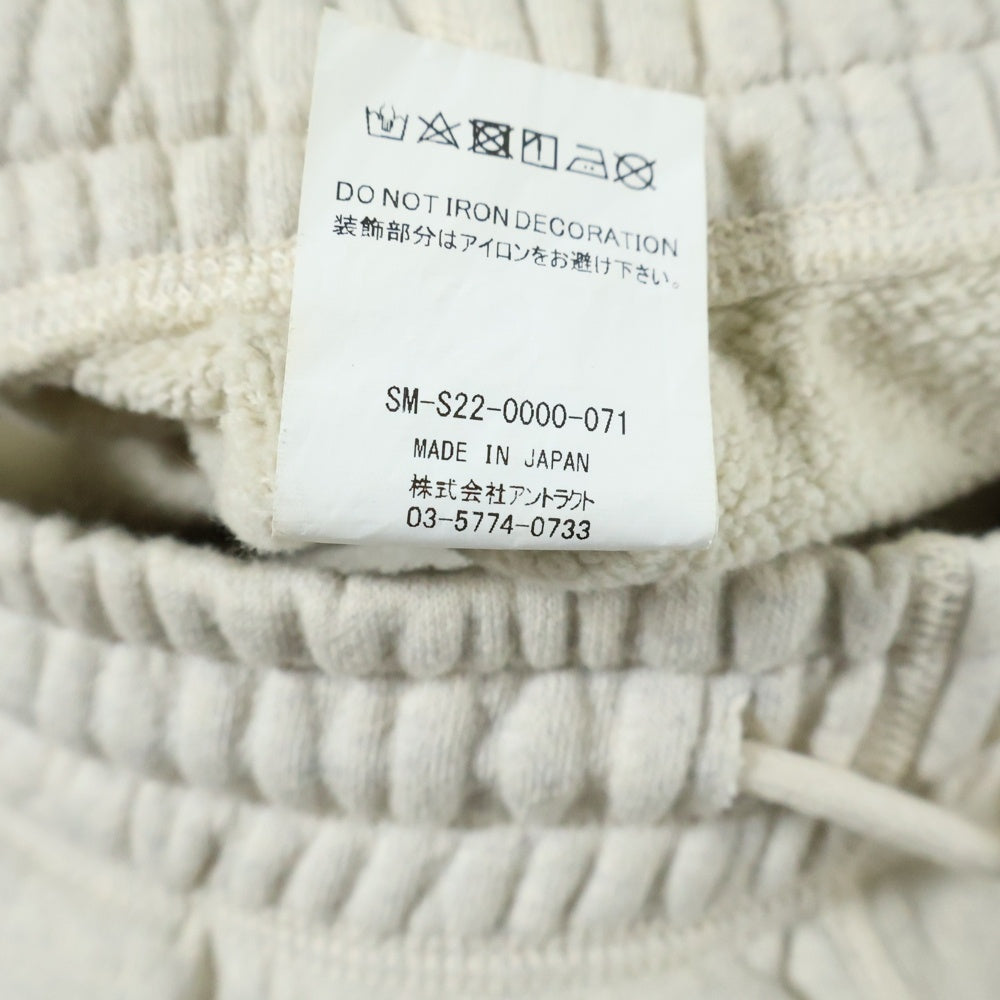 DO NOT IRON DECORATION
装飾部分はアイロンをお避け下さい。
SM-S22-0000-071
MADE IN JAPAN
株式会社アントラクト
03-5774-0733